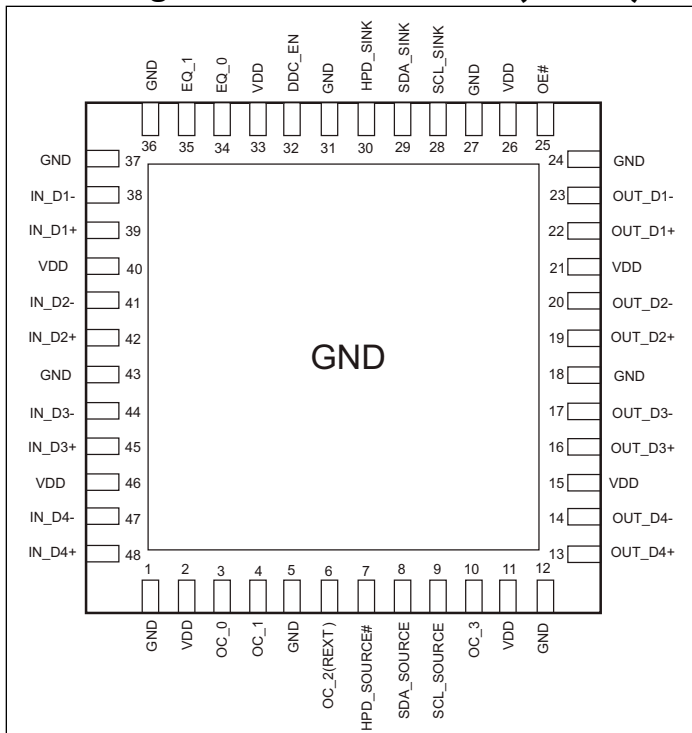 GND
EQ_1
EQ_0
VDD
DDC_EN
GND
HPD_SINK
SDA_SINK
SCL_SINK
GND
VDD
OE#
36 35 34 33 32 31 30 29 28 27 26 25
GND 37 24 GND
IN_D1- 38 23 OUT_D1-
IN_D1+ 39 22 OUT_D1+
VDD 40 21 VDD
IN_D2- 41 20 OUT_D2-
IN_D2+ 42 19 OUT_D2+
GND
GND 43 18 GND
IN_D3- 44 17 OUT_D3-
IN_D3+ 45 16 OUT_D3+
VDD 46 15 VDD
IN_D4- 47 14 OUT_D4-
IN_D4+ 48 13 OUT_D4+
1 2 3 4 5 6 7 8 9 10 11 12
GND
VDD
OC_0
OC_1
GND
OC_2(REXT)
HPD_SOURCE#
SDA_SOURCE
SCL_SOURCE
OC_3
VDD
GND